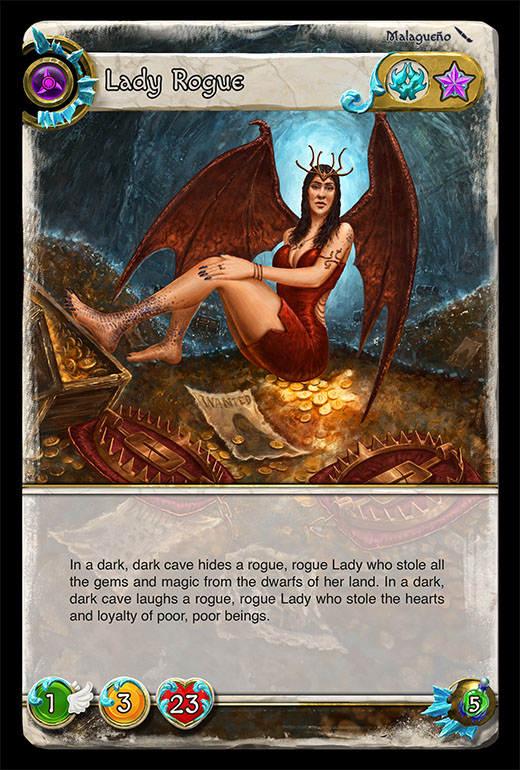 Malagueño
Lady Rogue
WANTED
In a dark, dark cave hides a rogue, rogue Lady who stole all
the gems and magic from the dwarfs of her land. In a dark,
dark cave laughs a rogue, rogue Lady who stole the hearts
and loyalty of poor, poor beings.
1
3
23
5